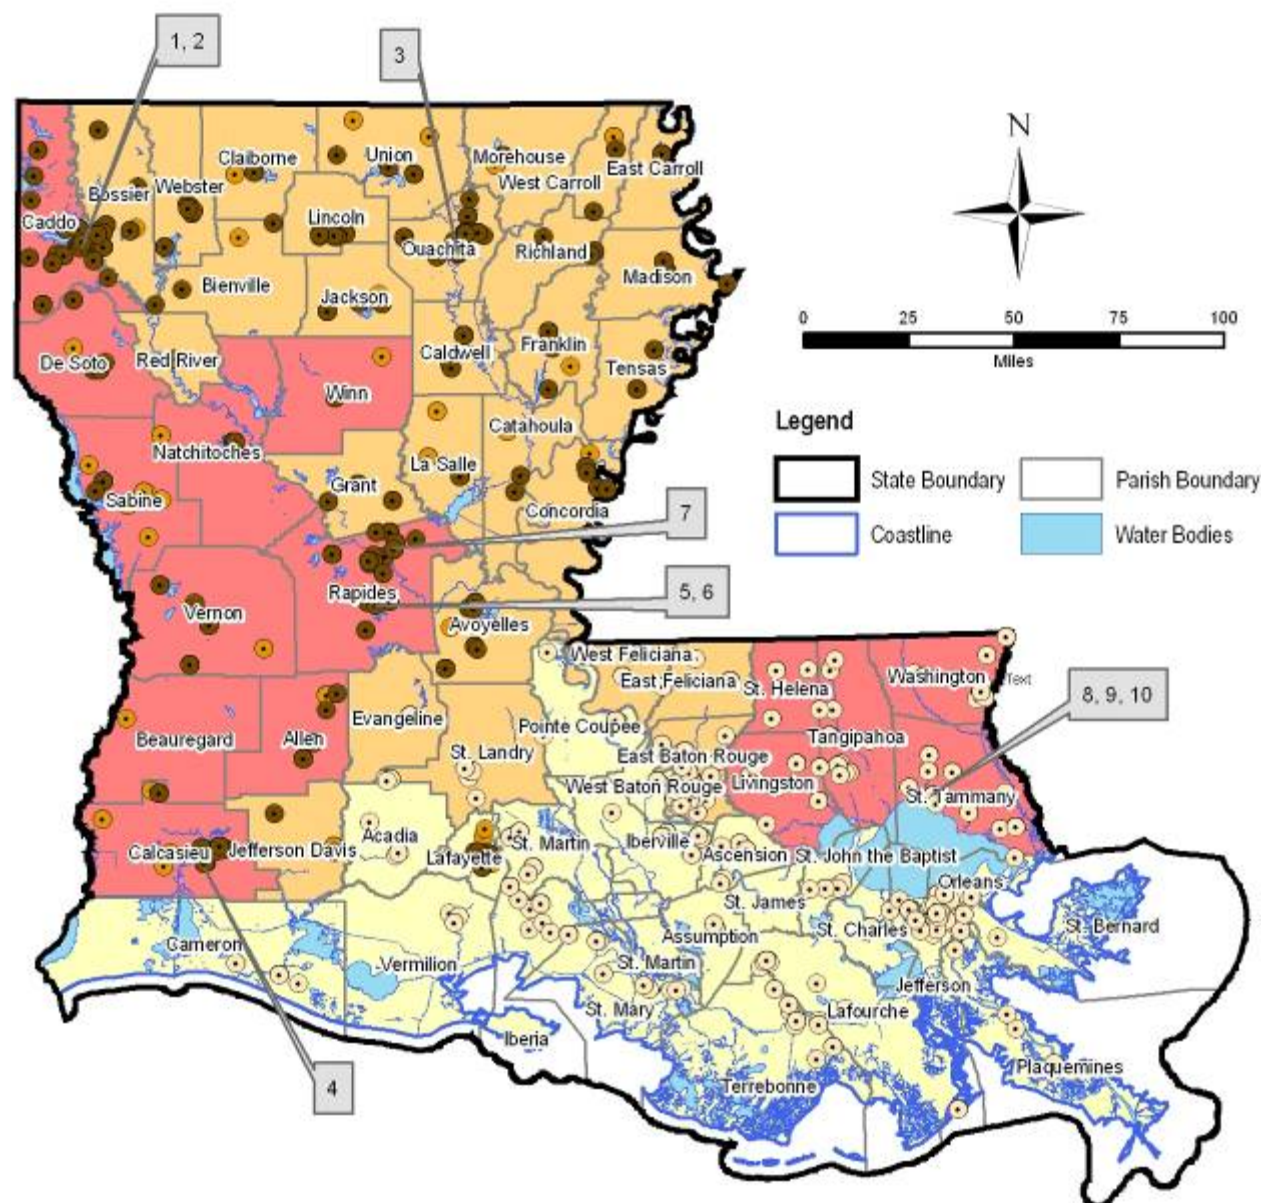 1, 2
3
N
Claiborne
Union
Morehouse
West Carroll
East Carroll
Bossier
Webster
Caddo
Lincoln
Ouachita
Richland
Madison
Bienville
Jackson
0 25 50 75 100
Miles
De Soto
Red River
Caldwell
Franklin
Tensas
Winn
Legend
Natchitoches
Catahoula
La Salle
State Boundary
Parish Boundary
Sabine
Grant
Concordia
Coastline
Water Bodies
7
5, 6
Rapides
Vernon
Avoyelles
West Feliciana
East Feliciana
St. Helena
Washington
Text
8, 9, 10
Evangeline
Pointe Coupee
Beauregard
Allen
Tangipahoa
St. Landry
East Baton Rouge
West Baton Rouge
Livingston
St. Tammany
Acadia
St. Martin
Iberville
Calcasieu
Jefferson Davis
Lafayette
Ascension
St. John the Baptist
Orleans
St. James
St. Bernard
St. Charles
Assumption
Cameron
Vermilion
St. Martin
Jefferson
St. Mary
Lafourche
Iberia
Plaquemines
Terrebonne
4